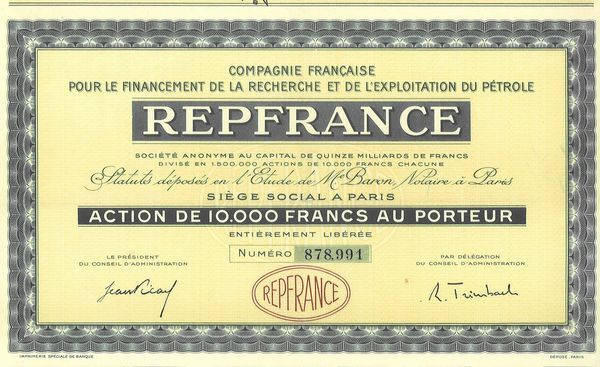 COMPAGNIE FRANÇAISE
POUR LE FINANCEMENT DE LA RECHERCHE ET DE L'EXPLOITATION DU PÉTROLE
REPFRANCE
SOCIÉTÉ ANONYME AU CAPITAL DE QUINZE MILLIARDS DE FRANCS
DIVISÉ EN 1.500.000 ACTIONS DE 10.000 FRANCS CHACUNE
Statuts déposés en l'Etude de Me Baron, Notaire à Paris
SIÈGE SOCIAL A PARIS
ACTION DE 10.000 FRANCS AU PORTEUR
ENTIÈREMENT LIBÉRÉE
NUMÉRO 878,991
LE PRÉSIDENT
DU CONSEIL D'ADMINISTRATION
PAR DÉLÉGATION
DU CONSEIL D'ADMINISTRATION
REPFRANCE
R. Trimbach
IMPRIMERIE SPÉCIALE DE BANQUE
DÉPOSÉ, PARIS